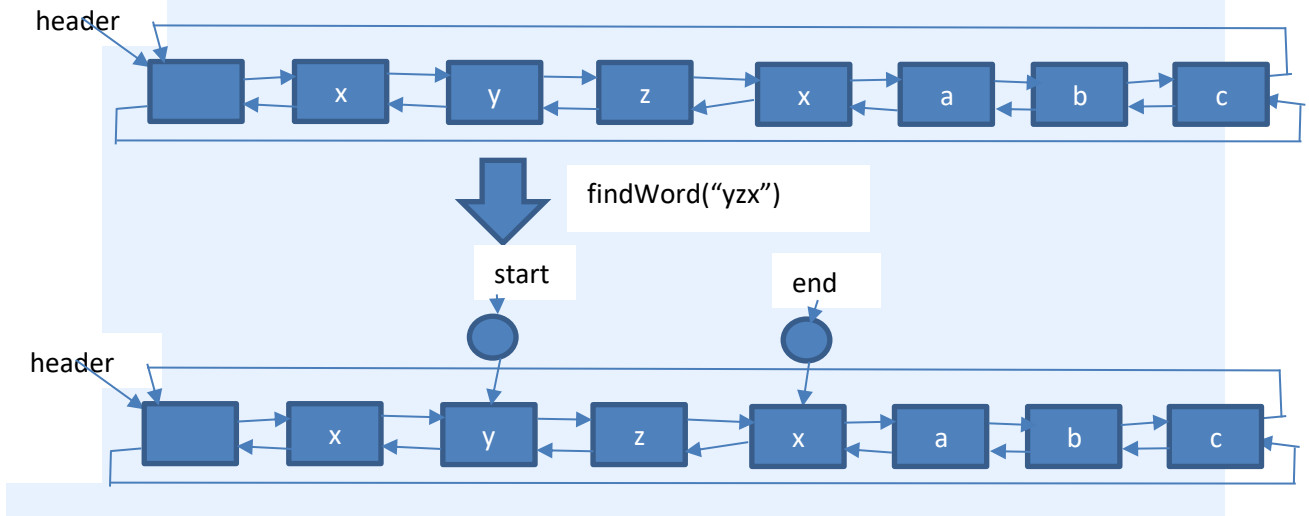 header
x y z x a b c
findWord(“yzx”)
start end
header
x y z x a b c